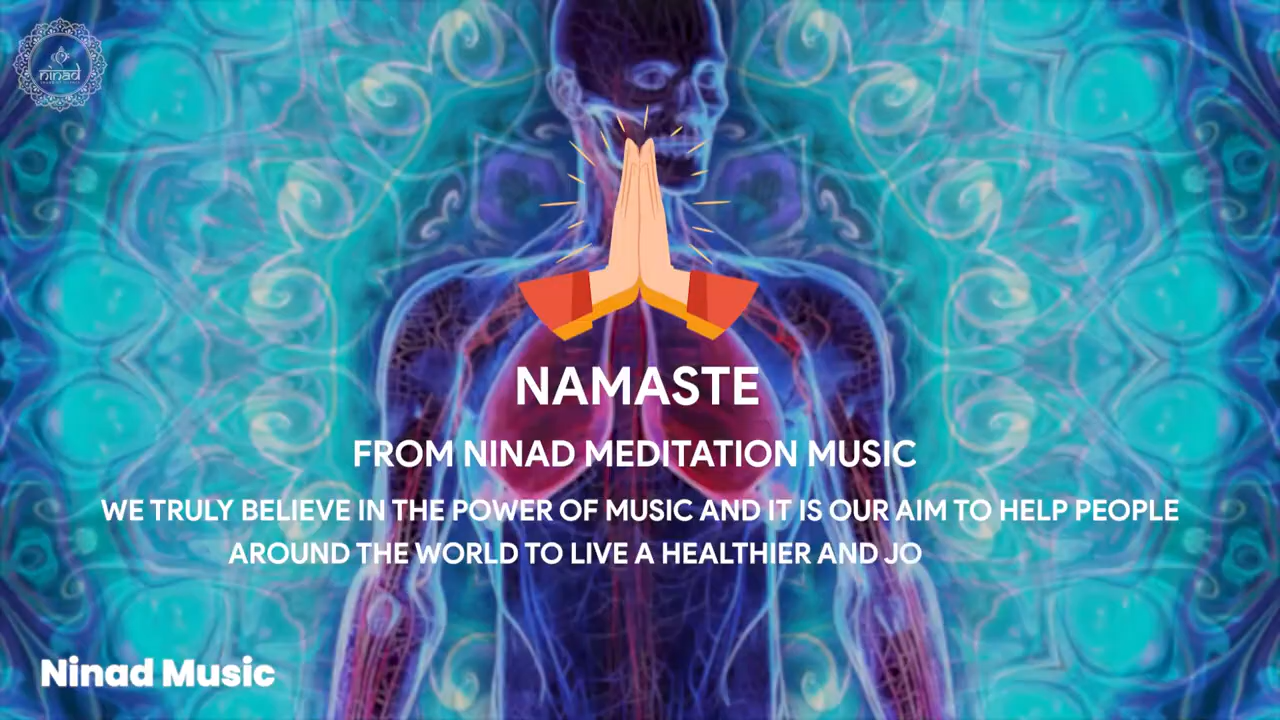 ninad
NAMASTE
FROM NINAD MEDITATION MUSIC
WE TRULY BELIEVE IN THE POWER OF MUSIC AND IT IS OUR AIM TO HELP PEOPLE
AROUND THE WORLD TO LIVE A HEALTHIER AND JO
Ninad Music